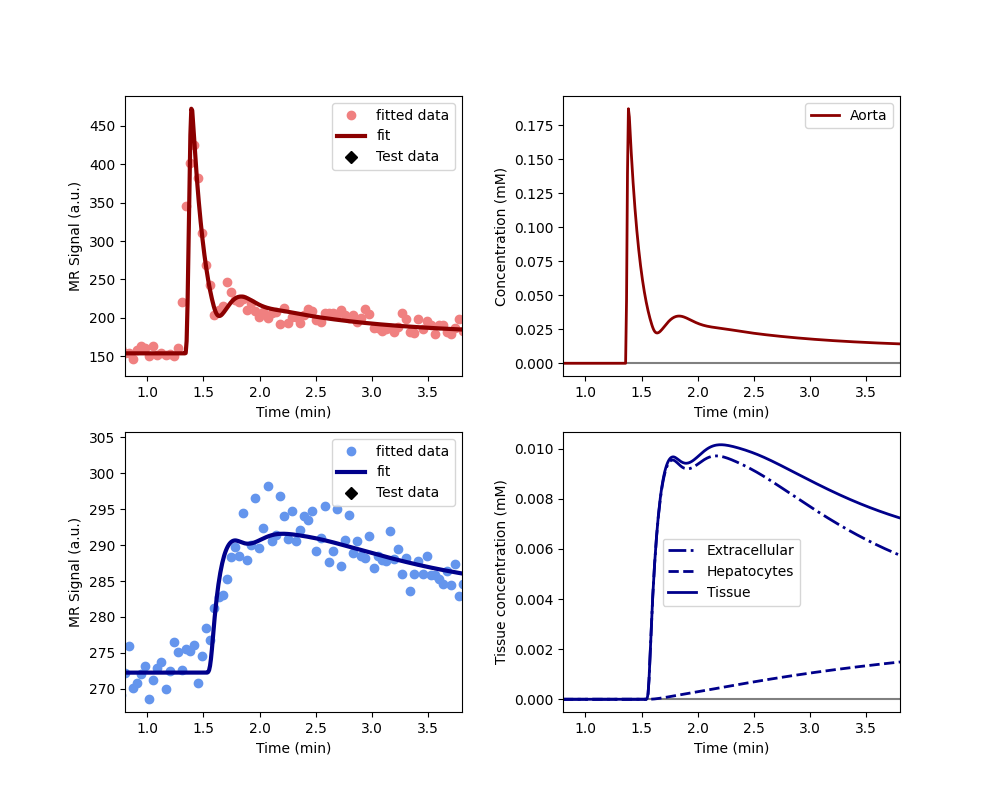 MR Signal (a.u.)
450
400
350
300
250
200
150
fitted data
fit
Test data
1.0 1.5 2.0 2.5 3.0 3.5
Time (min)
Concentration (mM)
0.175
0.150
0.125
0.100
0.075
0.050
0.025
0.000
Aorta
1.0 1.5 2.0 2.5 3.0 3.5
Time (min)
MR Signal (a.u.)
305
300
295
290
285
280
275
270
fitted data
fit
Test data
1.0 1.5 2.0 2.5 3.0 3.5
Time (min)
Tissue concentration (mM)
0.010
0.008
0.006
0.004
0.002
0.000
Extracellular
Hepatocytes
Tissue
1.0 1.5 2.0 2.5 3.0 3.5
Time (min)